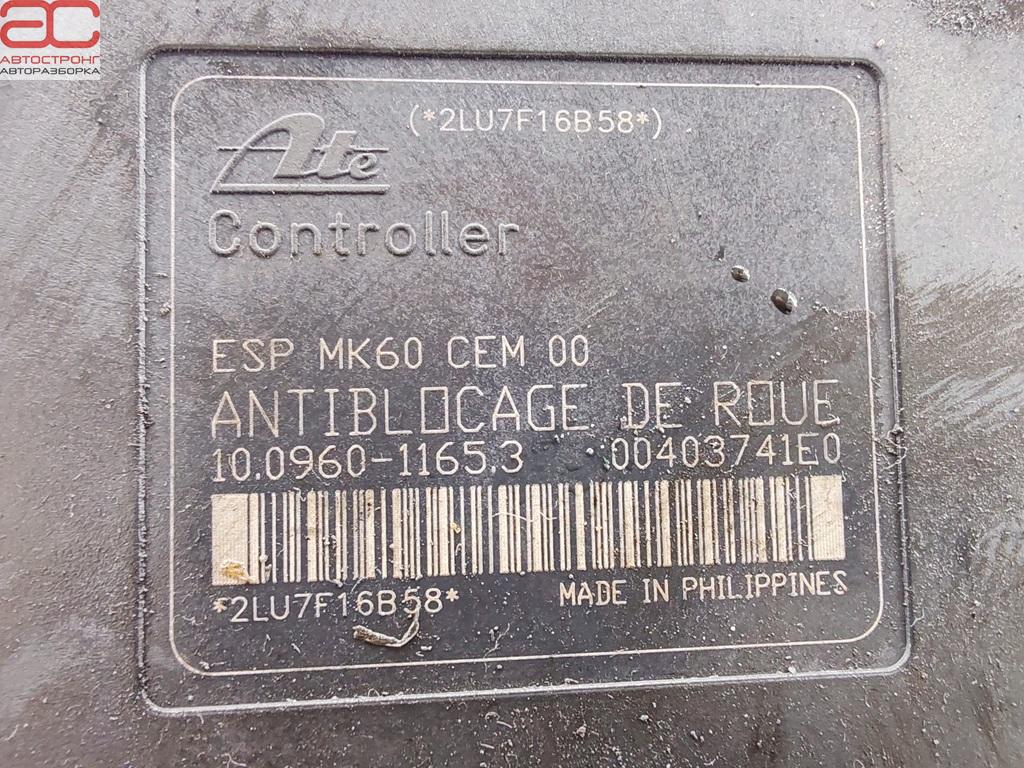 АС
АВТОСТРОНГ
АВТОРАЗБОРКА
(*2LU7F16B58*)
Ate
Controller
ESP MK60 CEM 00
ANTIBLOCAGE DE ROUE
10.0960-1165.3 00403741E0
*2LU7F16B58* MADE IN PHILIPPINES